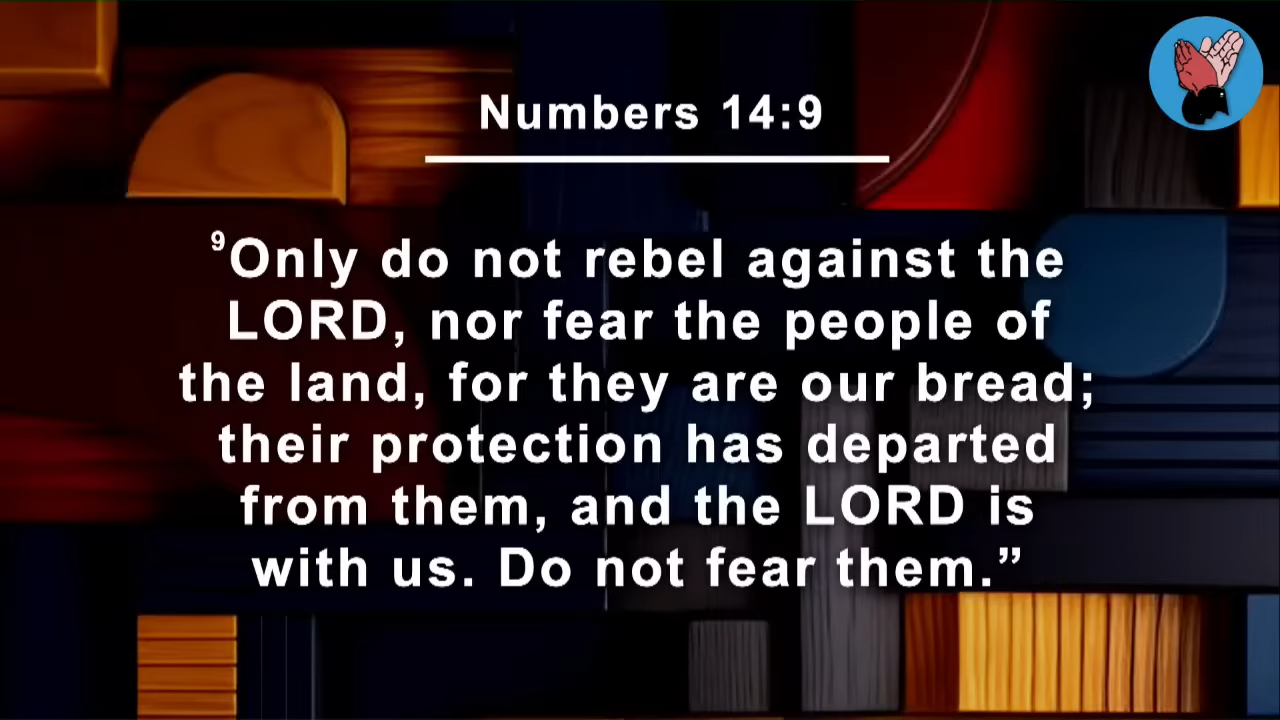 Numbers 14:9
⁹Only do not rebel against the
LORD, nor fear the people of
the land, for they are our bread;
their protection has departed
from them, and the LORD is
with us. Do not fear them.”